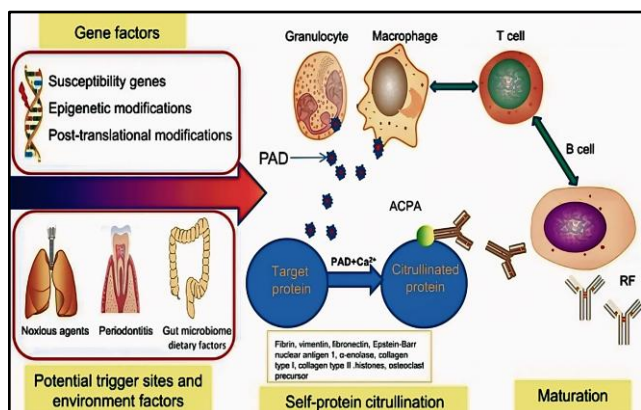 Gene factors
Susceptibility genes
Epigenetic modifications
Post-translational modifications
Granulocyte
Macrophage
T cell
B cell
PAD
ACPA
Target
protein
PAD+Ca²⁺
Citrullinated
protein
RF
Noxious agents
Periodontitis
Gut microbiome
dietary factors
Fibrin, vimentin, fibronectin, Epstein-Barr
nuclear antigen 1, α-enolase, collagen
type I, collagen type II .histones, osteoclast
precursor
Potential trigger sites and
environment factors
Self-protein citrullination
Maturation